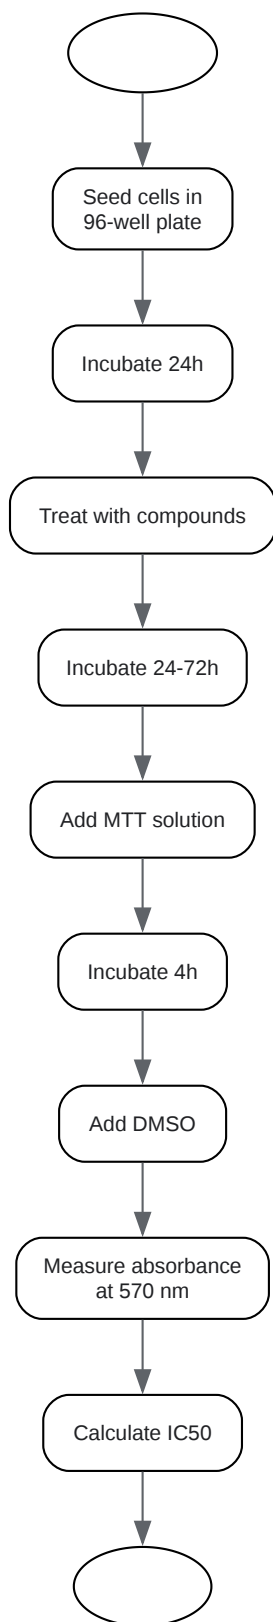 Seed cells in
96-well plate
Incubate 24h
Treat with compounds
Incubate 24-72h
Add MTT solution
Incubate 4h
Add DMSO
Measure absorbance
at 570 nm
Calculate IC50